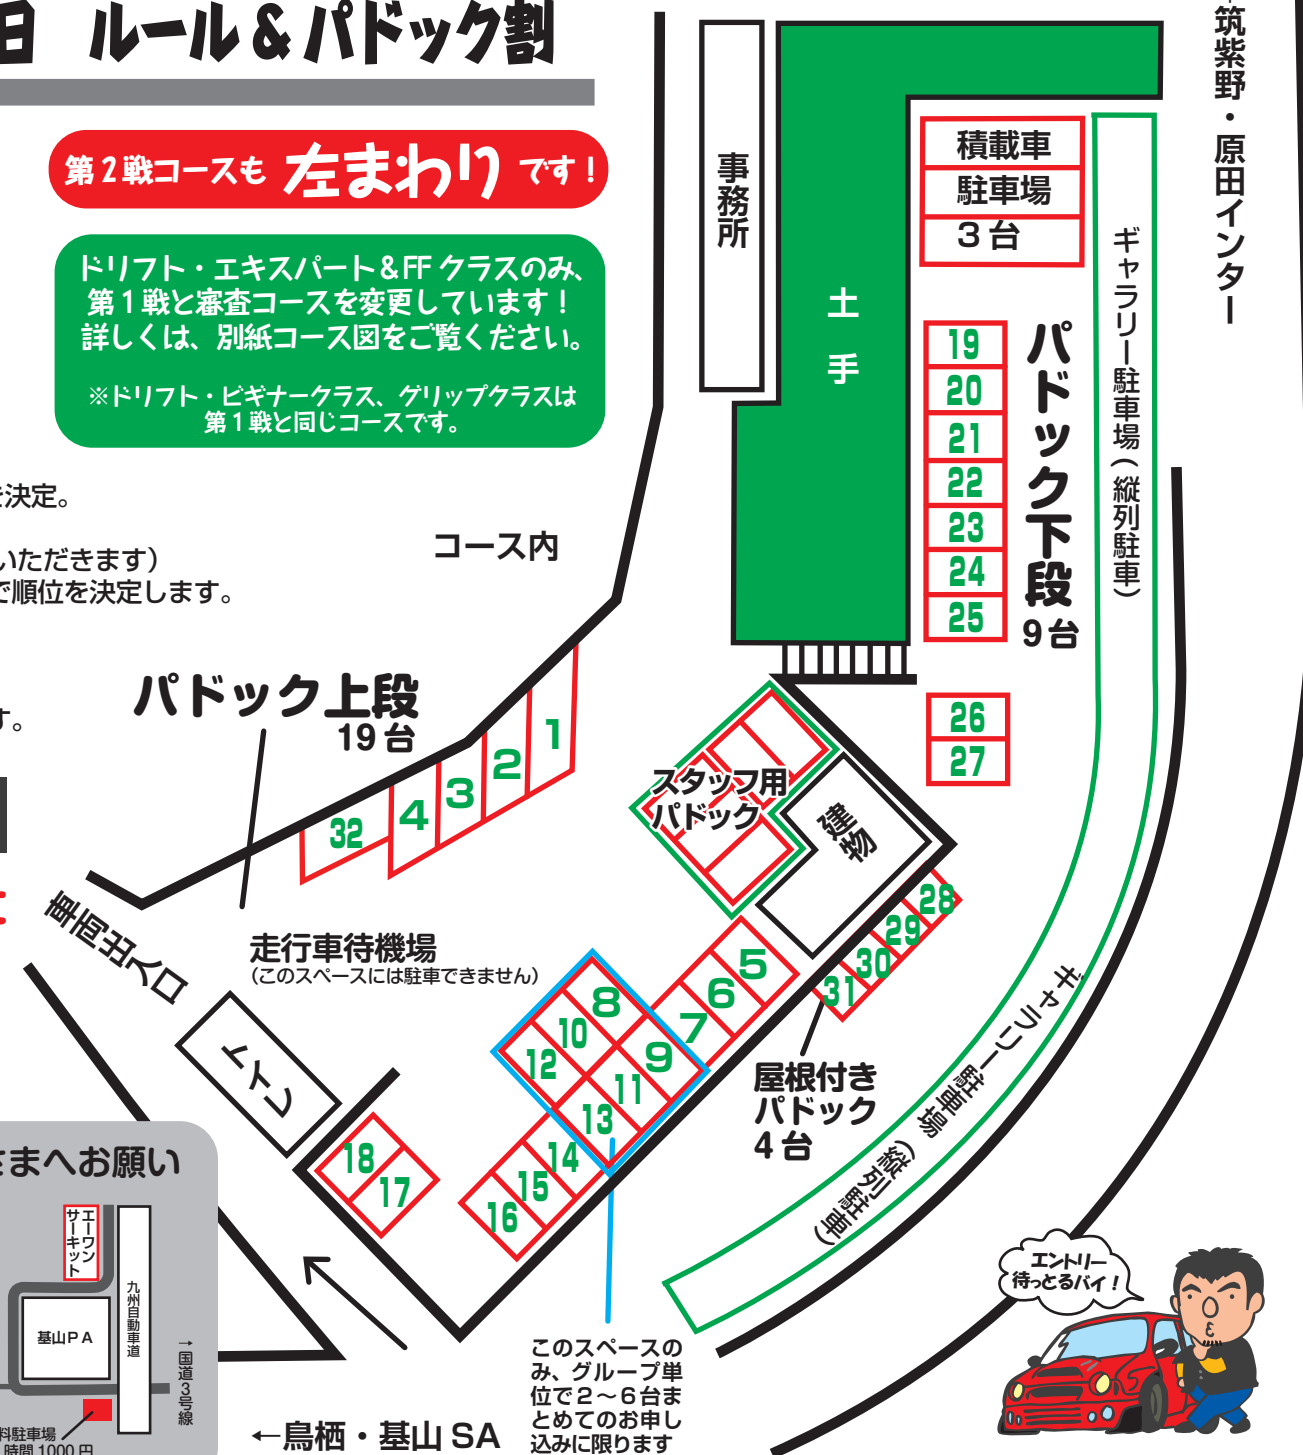 日 ルール＆パドック割
第２戦コースも 左まわり です！
ドリフト・エキスパート＆FF クラスのみ、
第１戦と審査コースを変更しています！
詳しくは、別紙コース図をご覧ください。
※ドリフト・ビギナークラス、グリップクラスは
第１戦と同じコースです。
決定。
いただきます）
で順位を決定します。
す。
コース内
事務所
土手
積載車
駐車場
３台
筑紫野・原田インター
ギャラリー駐車場（縦列駐車）
パドック下段
９台
19
20
21
22
23
24
25
26
27
パドック上段
19台
1
2
3
4
32
スタッフ用
パドック
建物
28
29
30
31
屋根付き
パドック
４台
車両出入口
走行車待機場
（このスペースには駐車できません）
トイレ
5
6
7
8
9
10
11
12
13
14
15
16
17
18
ギャラリー駐車場（縦列駐車）
このスペースの
み、グループ単
位で２～６台ま
とめてのお申し
込みに限ります
←鳥栖・基山 SA
さまへお願い
エーワン
サーキット
九州自動車道
基山ＰＡ
→国道３号線
料駐車場
時間 1000 円
エントリー
待っとるバイ！